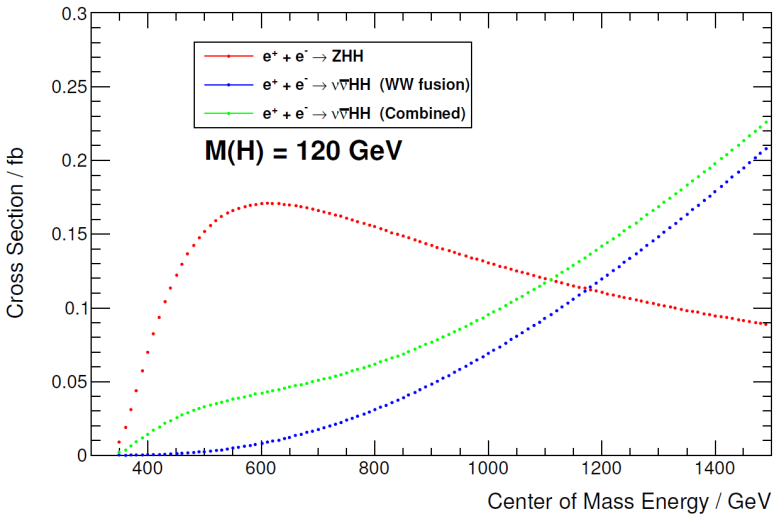 0.3
0.25
0.2
0.15
0.1
0.05
0
Cross Section / fb
e⁺ + e⁻ → ZHH
e⁺ + e⁻ → νν̅HH (WW fusion)
e⁺ + e⁻ → νν̅HH (Combined)
M(H) = 120 GeV
400 600 800 1000 1200 1400
Center of Mass Energy / GeV